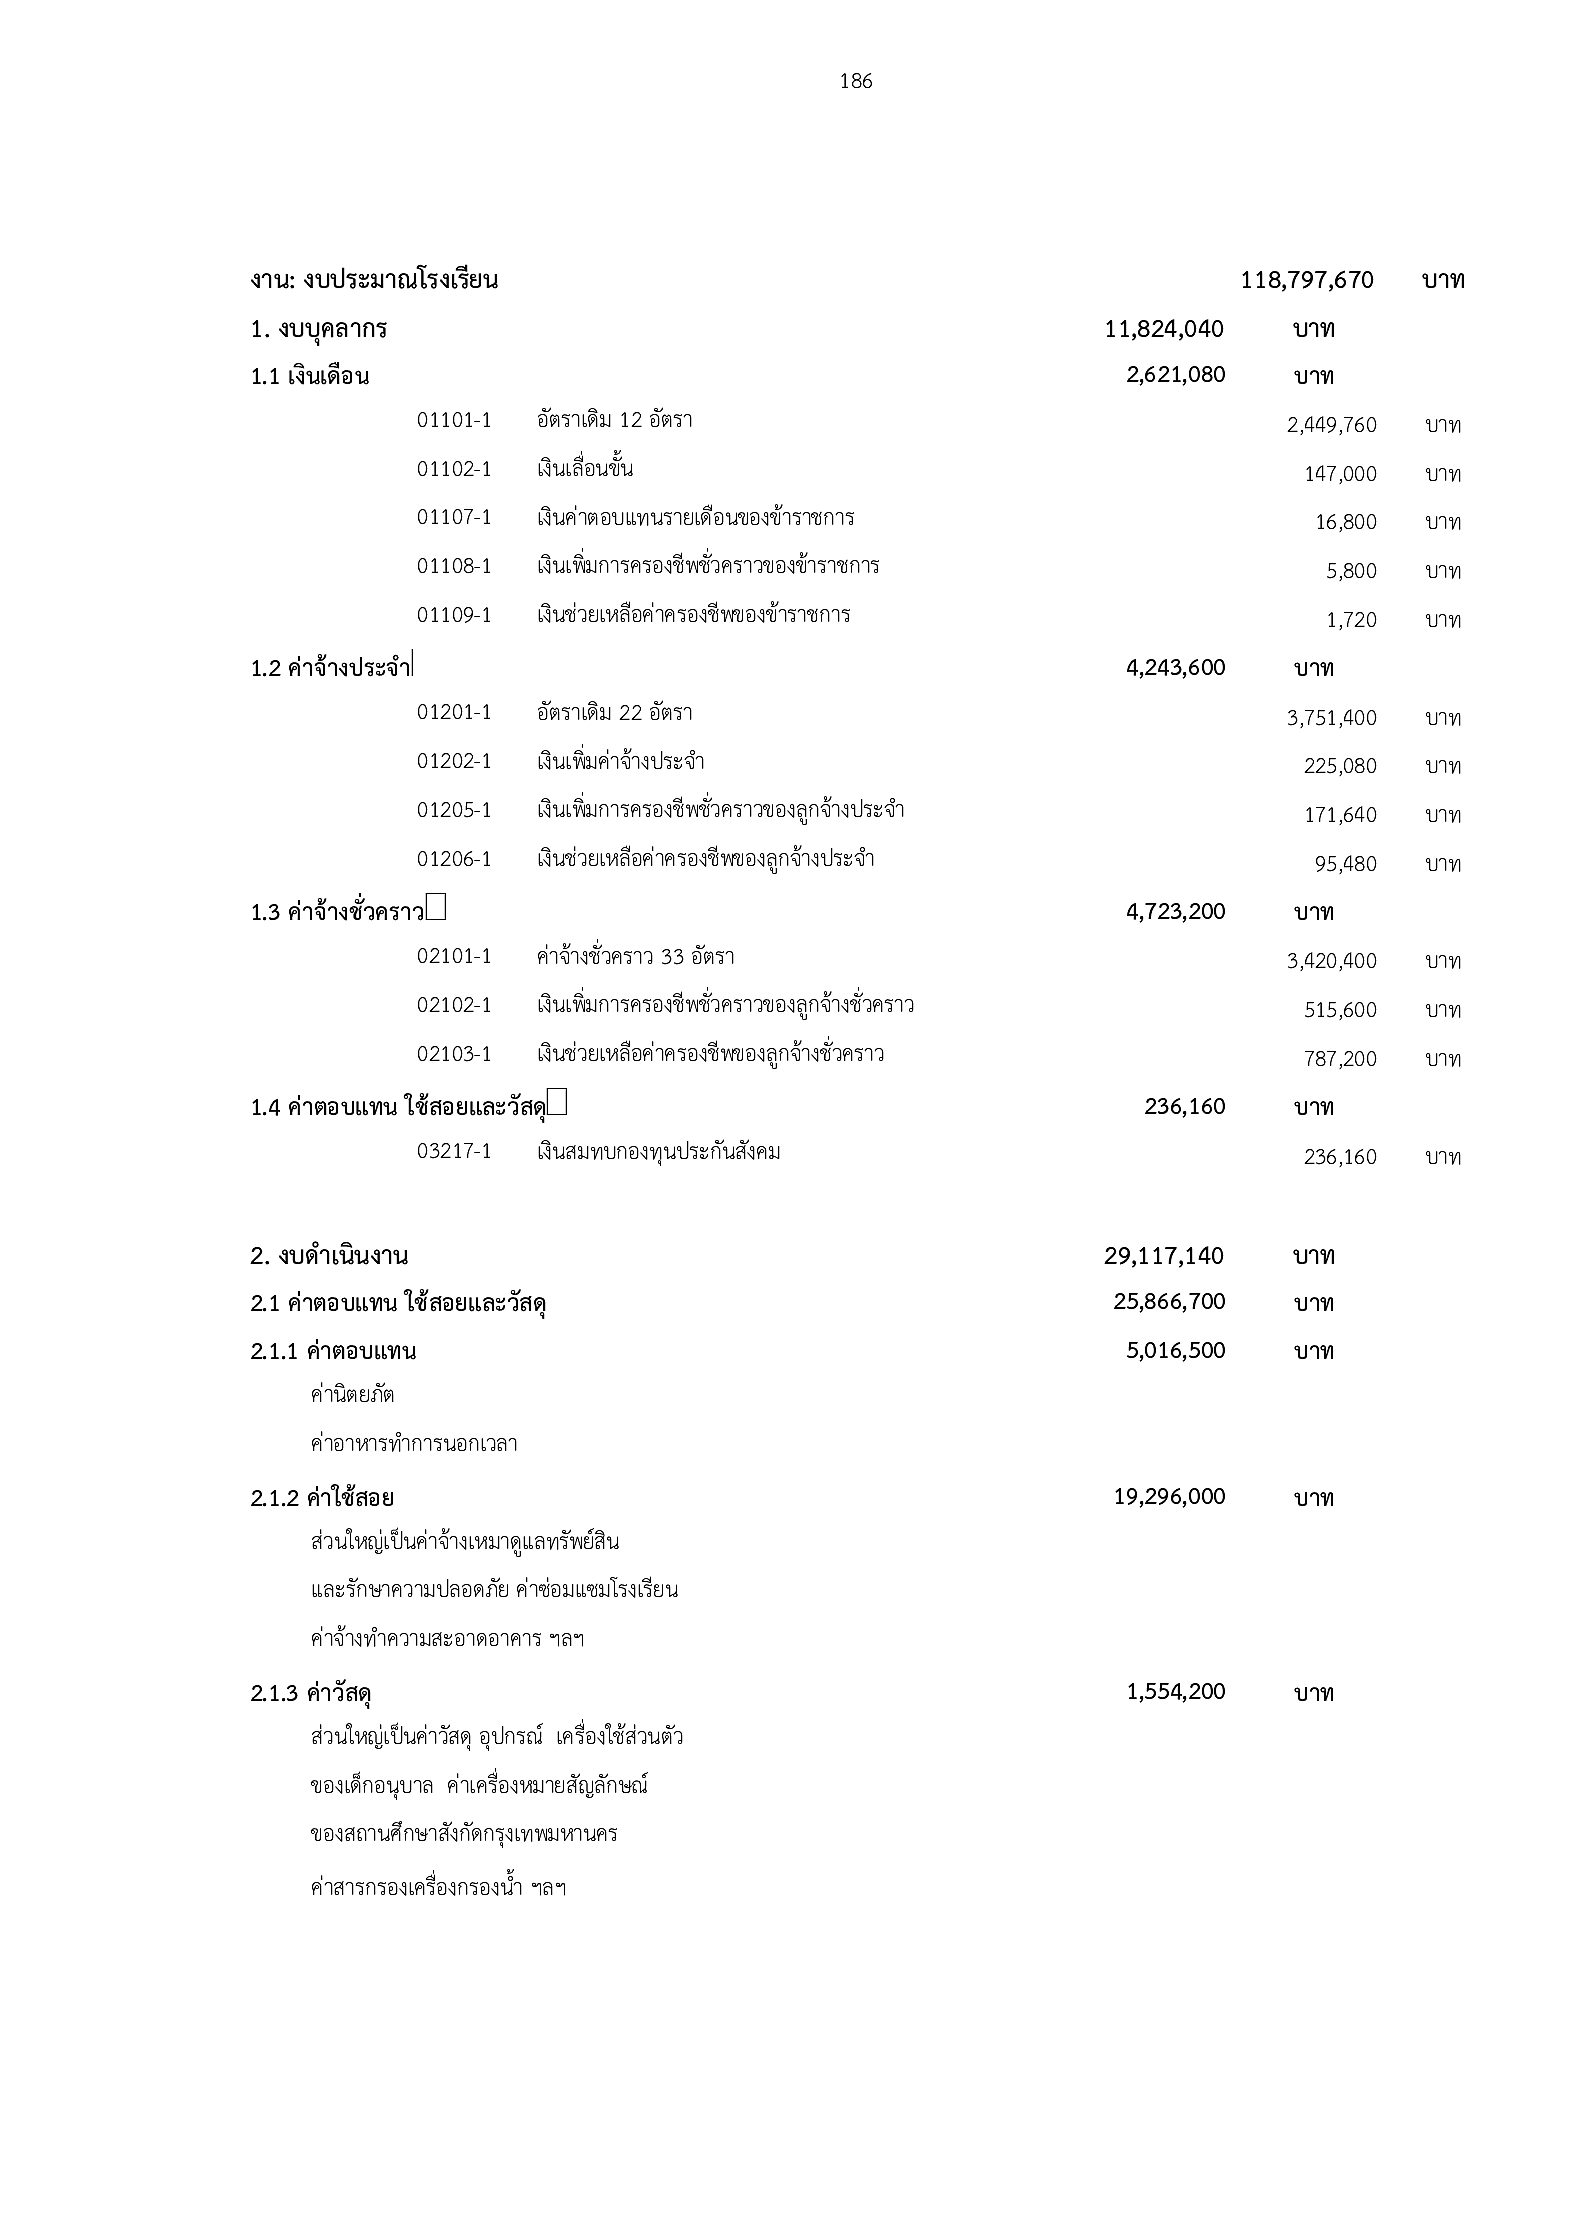 186
งาน: งบประมาณโรงเรียน 118,797,670 บาท
1. งบบุคลากร 11,824,040 บาท
1.1 เงินเดือน 2,621,080 บาท
01101-1 อัตราเดิม 12 อัตรา 2,449,760 บาท
01102-1 เงินเลื่อนขั้น 147,000 บาท
01107-1 เงินค่าตอบแทนรายเดือนของข้าราชการ 16,800 บาท
01108-1 เงินเพิ่มการครองชีพชั่วคราวของข้าราชการ 5,800 บาท
01109-1 เงินช่วยเหลือค่าครองชีพของข้าราชการ 1,720 บาท
1.2 ค่าจ้างประจำ 4,243,600 บาท
01201-1 อัตราเดิม 22 อัตรา 3,751,400 บาท
01202-1 เงินเพิ่มค่าจ้างประจำ 225,080 บาท
01205-1 เงินเพิ่มการครองชีพชั่วคราวของลูกจ้างประจำ 171,640 บาท
01206-1 เงินช่วยเหลือค่าครองชีพของลูกจ้างประจำ 95,480 บาท
1.3 ค่าจ้างชั่วคราว 4,723,200 บาท
02101-1 ค่าจ้างชั่วคราว 33 อัตรา 3,420,400 บาท
02102-1 เงินเพิ่มการครองชีพชั่วคราวของลูกจ้างชั่วคราว 515,600 บาท
02103-1 เงินช่วยเหลือค่าครองชีพของลูกจ้างชั่วคราว 787,200 บาท
1.4 ค่าตอบแทน ใช้สอยและวัสดุ 236,160 บาท
03217-1 เงินสมทบกองทุนประกันสังคม 236,160 บาท
2. งบดำเนินงาน 29,117,140 บาท
2.1 ค่าตอบแทน ใช้สอยและวัสดุ 25,866,700 บาท
2.1.1 ค่าตอบแทน 5,016,500 บาท
ค่านิตยภัต
ค่าอาหารทำการนอกเวลา
2.1.2 ค่าใช้สอย 19,296,000 บาท
ส่วนใหญ่เป็นค่าจ้างเหมาดูแลทรัพย์สิน
และรักษาความปลอดภัย ค่าซ่อมแซมโรงเรียน
ค่าจ้างทำความสะอาดอาคาร ฯลฯ
2.1.3 ค่าวัสดุ 1,554,200 บาท
ส่วนใหญ่เป็นค่าวัสดุ อุปกรณ์ เครื่องใช้ส่วนตัว
ของเด็กอนุบาล ค่าเครื่องหมายสัญลักษณ์
ของสถานศึกษาสังกัดกรุงเทพมหานคร
ค่าสารกรองเครื่องกรองน้ำ ฯลฯ